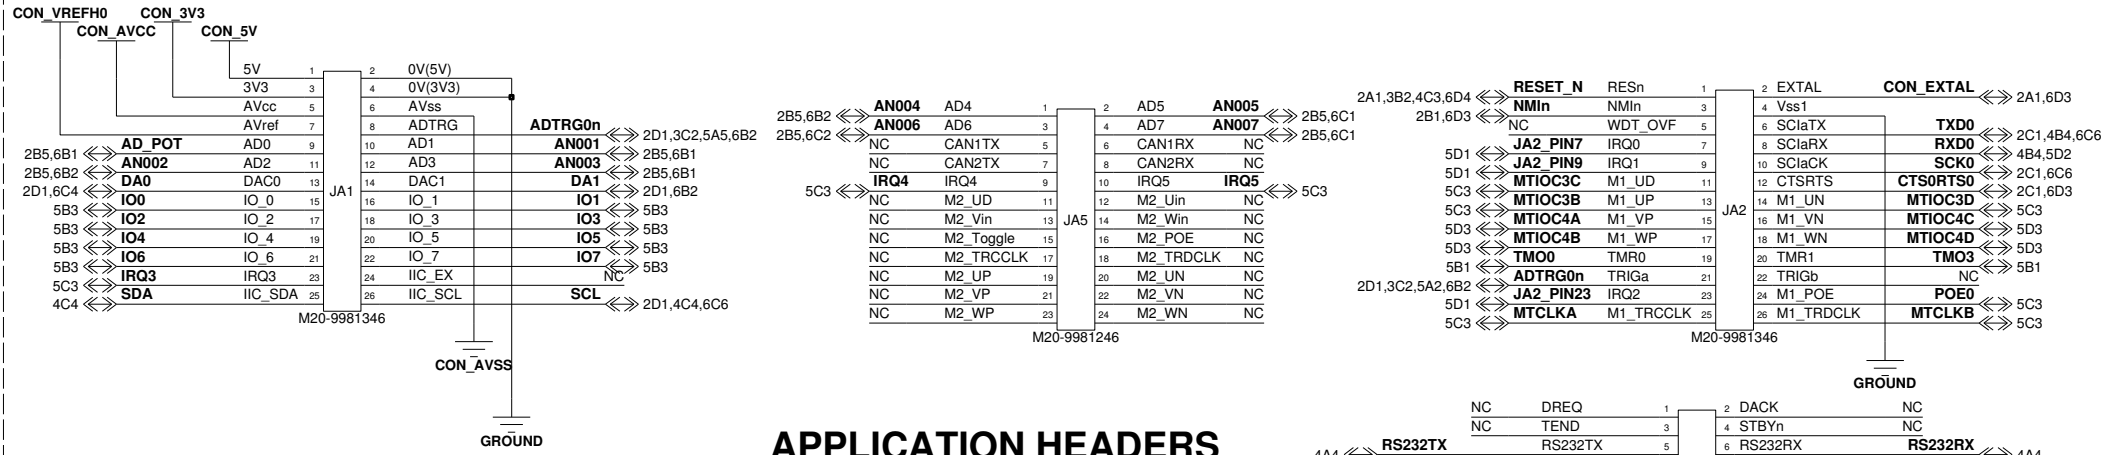 CON_VREFH0 CON_3V3
CON_AVCC CON_5V
5V 1 2 0V(5V)
3V3 3 4 0V(3V3)
AVcc 5 6 AVss
AVref 7 8 ADTRG ADTRG0n 2D1,3C2,5A5,6B2
2B5,6B1 AD_POT AD0 9 10 AD1 AN001 2B5,6B1
2B5,6B2 AN002 AD2 11 12 AD3 AN003 2B5,6B1
2D1,6C4 DA0 DAC0 13 14 DAC1 DA1 2D1,6B2
JA1
5B3 IO0 IO_0 15 16 IO_1 IO1 5B3
5B3 IO2 IO_2 17 18 IO_3 IO3 5B3
5B3 IO4 IO_4 19 20 IO_5 IO5 5B3
5B3 IO6 IO_6 21 22 IO_7 IO7 5B3
5C3 IRQ3 IRQ3 23 24 IIC_EX NC
4C4 SDA IIC_SDA 25 26 IIC_SCL SCL 2D1,4C4,6C6
M20-9981346
CON_AVSS
GROUND
2B5,6B2 AN004 AD4 1 2 AD5 AN005 2B5,6C1
2B5,6C2 AN006 AD6 3 4 AD7 AN007 2B5,6C1
NC CAN1TX 5 6 CAN1RX NC
NC CAN2TX 7 8 CAN2RX NC
5C3 IRQ4 IRQ4 9 10 IRQ5 IRQ5 5C3
NC M2_UD 11 12 M2_Uin NC
NC M2_Vin 13 14 M2_Win NC
JA5
NC M2_Toggle 15 16 M2_POE NC
NC M2_TRCCLK 17 18 M2_TRDCLK NC
NC M2_UP 19 20 M2_UN NC
NC M2_VP 21 22 M2_VN NC
NC M2_WP 23 24 M2_WN NC
M20-9981246
2A1,3B2,4C3,6D4 RESET_N RESn 1 2 EXTAL CON_EXTAL 2A1,6D3
2B1,6D3 NMIn NMIn 3 4 Vss1
NC WDT_OVF 5 6 SCIaTX TXD0 2C1,4B4,6C6
5D1 JA2_PIN7 IRQ0 7 8 SCIaRX RXD0 4B4,5D2
5D1 JA2_PIN9 IRQ1 9 10 SCIaCK SCK0 2C1,6C6
5C3 MTIOC3C M1_UD 11 12 CTSRTS CTS0RTS0 2C1,6D3
5C3 MTIOC3B M1_UP 13 14 M1_UN MTIOC3D 5C3
JA2
5D3 MTIOC4A M1_VP 15 16 M1_VN MTIOC4C 5D3
5D3 MTIOC4B M1_WP 17 18 M1_WN MTIOC4D 5D3
5B1 TMO0 TMR0 19 20 TMR1 TMO3 5B1
2D1,3C2,5A2,6B2 ADTRG0n TRIGa 21 22 TRIGb NC
5D1 JA2_PIN23 IRQ2 23 24 M1_POE POE0 5C3
5C3 MTCLKA M1_TRCCLK 25 26 M1_TRDCLK MTCLKB 5C3
M20-9981346
GROUND
NC DREQ 1 2 DACK NC
NC TEND 3 4 STBYn NC
4A4 RS232TX RS232TX 5 6 RS232RX RS232RX 4A4
APPLICATION HEADERS